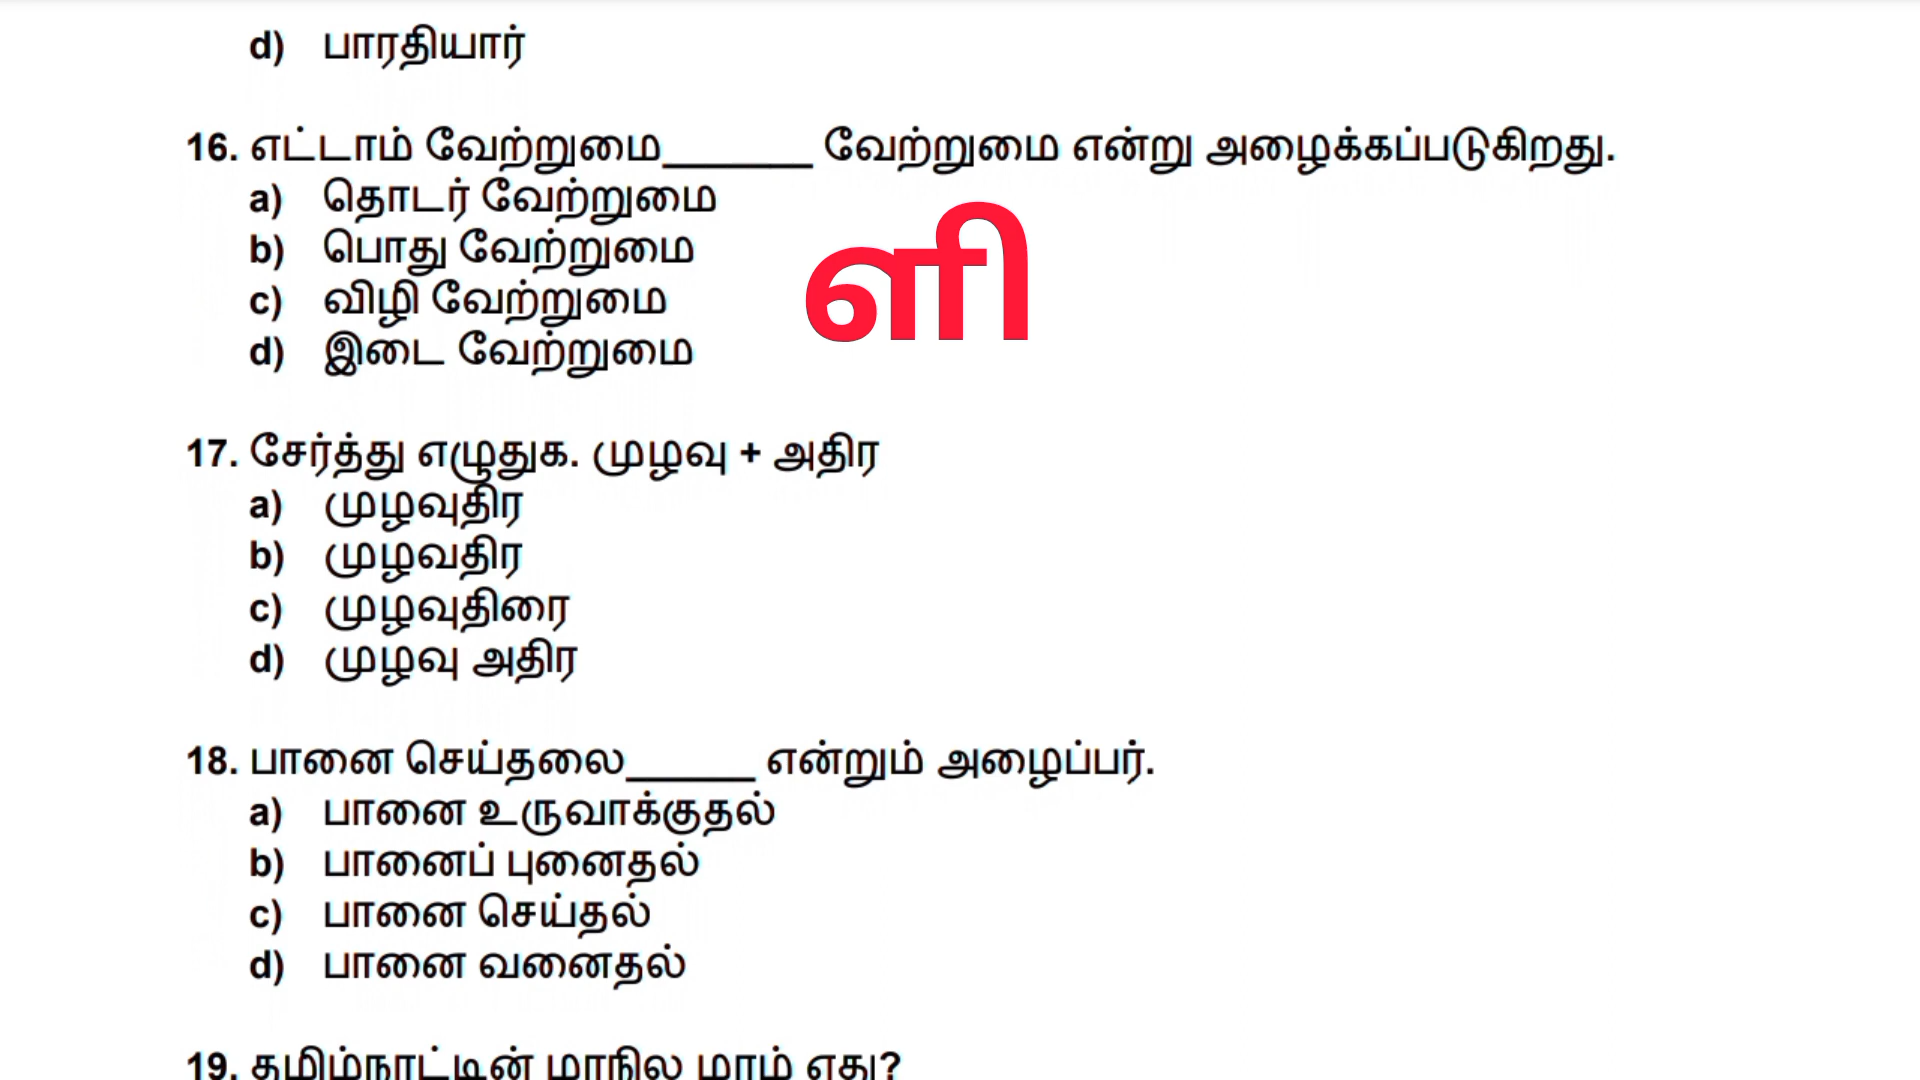 d) பாரதியார்
16. எட்டாம் வேற்றுமை_______ வேற்றுமை என்று அழைக்கப்படுகிறது.
a) தொடர் வேற்றுமை
b) பொது வேற்றுமை
c) விழி வேற்றுமை
ளி
d) இடை வேற்றுமை
17. சேர்த்து எழுதுக. முழவு + அதிர
a) முழவுதிர
b) முழவதிர
c) முழவுதிரை
d) முழவு அதிர
18. பானை செய்தலை______ என்றும் அழைப்பர்.
a) பானை உருவாக்குதல்
b) பானைப் புனைதல்
c) பானை செய்தல்
d) பானை வனைதல்
19. தமிழ்நாட்டின் மாநில மரம் எது?